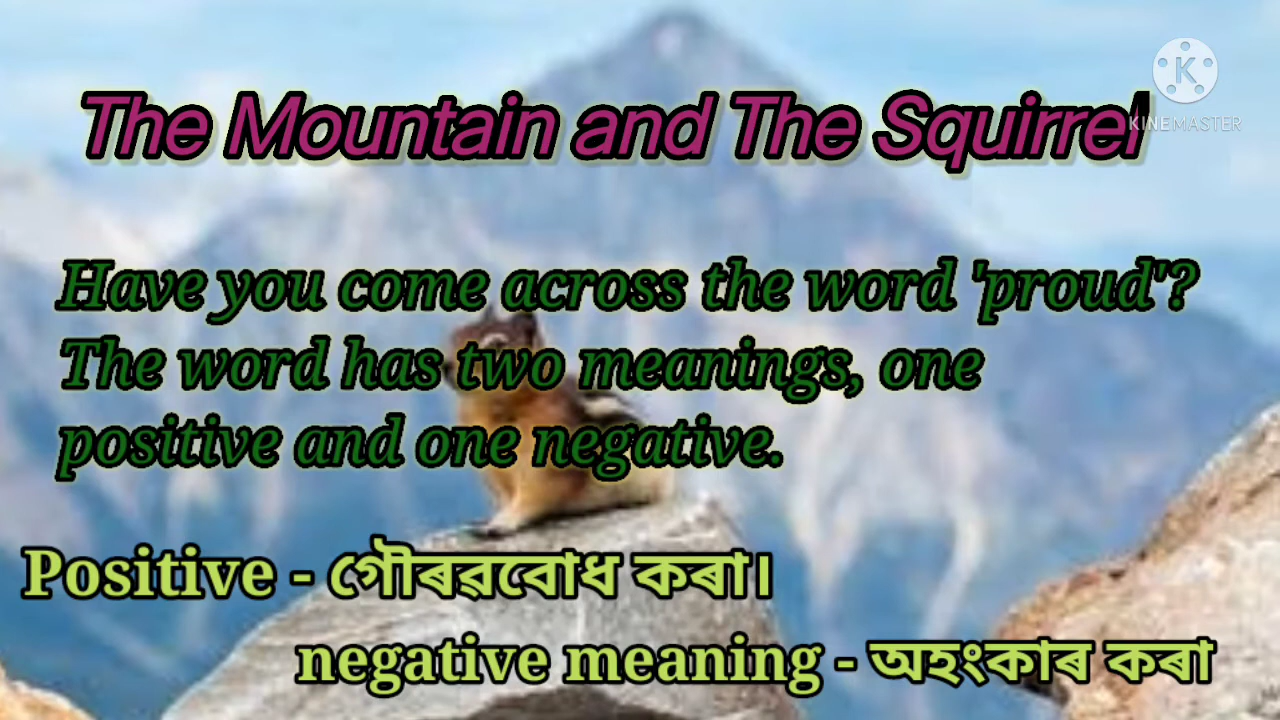 The Mountain and The Squirrel
KINEMASTER
Have you come across the word 'proud'?
The word has two meanings, one
positive and one negative.
Positive - গৌৰৱবোধ কৰা।
negative meaning - অহংকাৰ কৰা